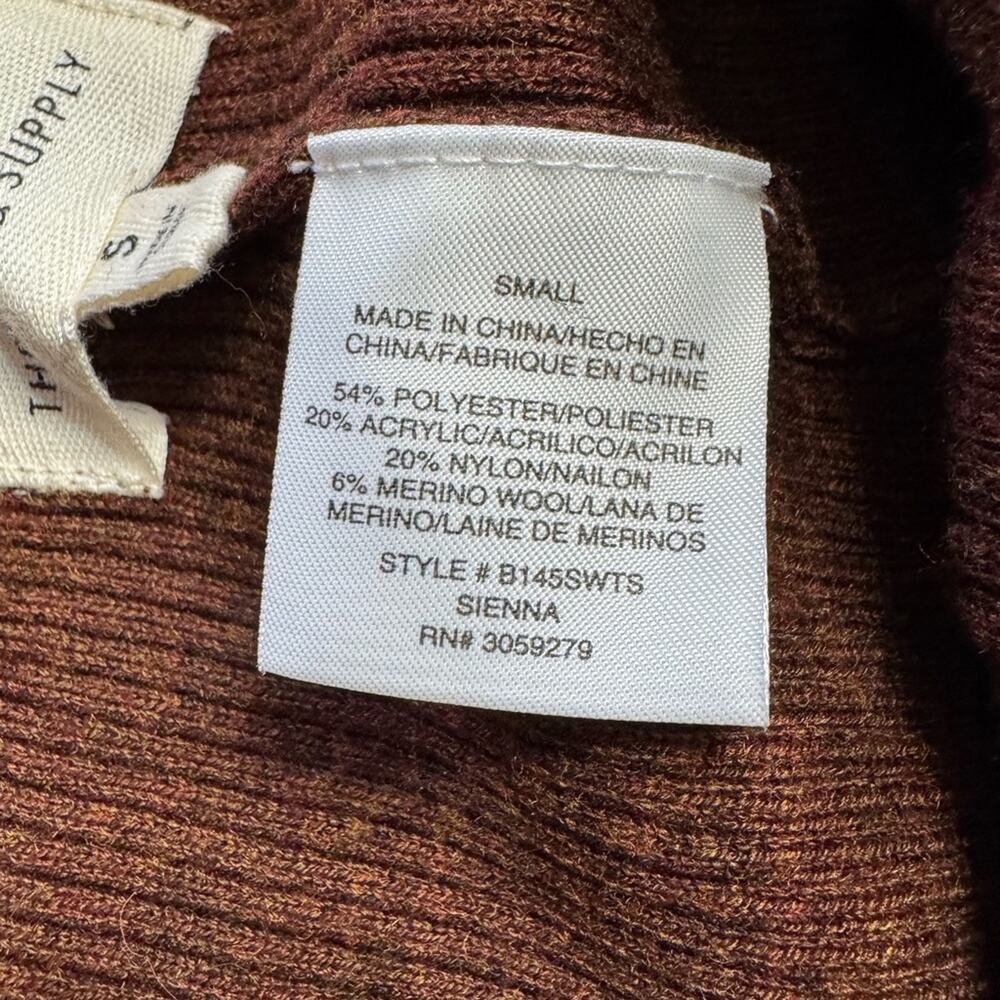 & SUPPLY
S
SMALL
MADE IN CHINA/HECHO EN
CHINA/FABRIQUE EN CHINE
54% POLYESTER/POLIESTER
20% ACRYLIC/ACRILICO/ACRILON
20% NYLON/NAILON
6% MERINO WOOL/LANA DE
MERINO/LAINE DE MERINOS
STYLE # B145SWTS
SIENNA
RN# 3059279